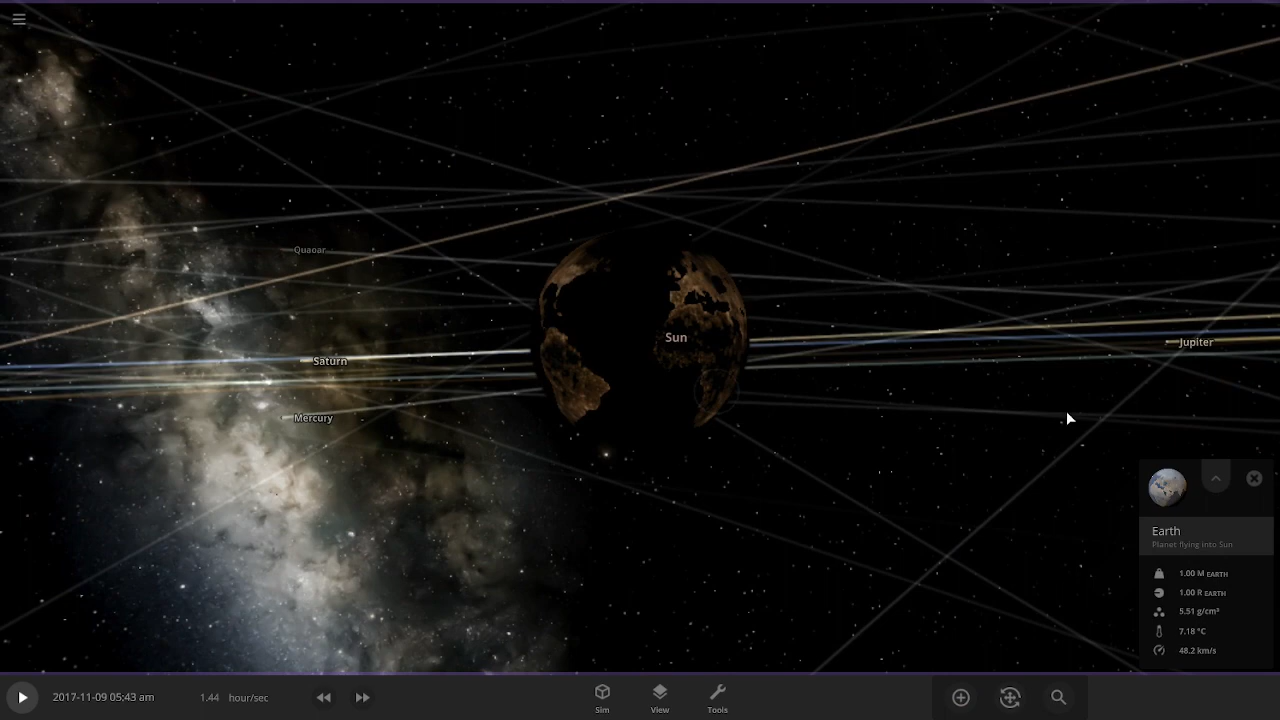 Quaoar
Sun
Saturn
Jupiter
Mercury
Earth
Planet flying into Sun
1.00 M EARTH
1.00 R EARTH
5.51 g/cm³
7.18 °C
48.2 km/s
2017-11-09 05:43 am
1.44 hour/sec
Sim
View
Tools